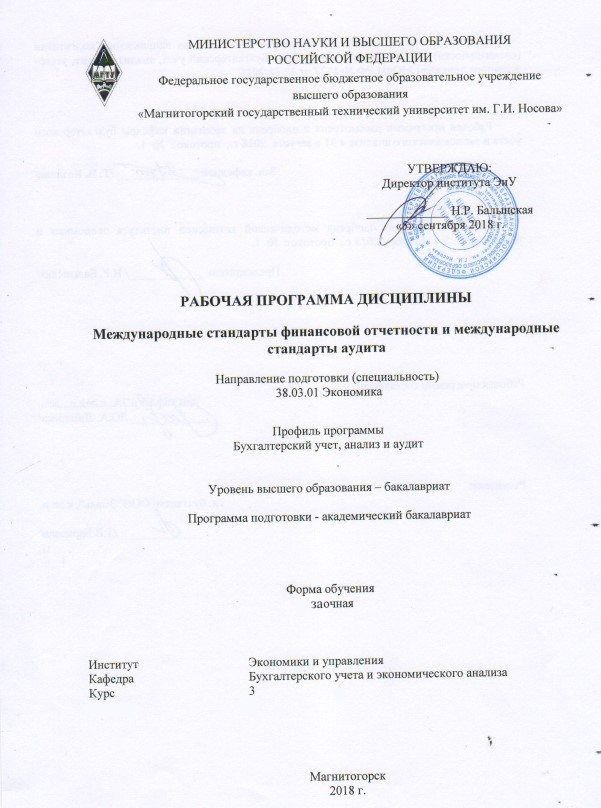 МИНИСТЕРСТВО НАУКИ И ВЫСШЕГО ОБРАЗОВАНИЯ
РОССИЙСКОЙ ФЕДЕРАЦИИ
Федеральное государственное бюджетное образовательное учреждение
высшего образования
«Магнитогорский государственный технический университет им. Г.И. Носова»
УТВЕРЖДАЮ:
Директор института ЭиУ
Н.Р. Балынская
«5» сентября 2018 г.
РАБОЧАЯ ПРОГРАММА ДИСЦИПЛИНЫ
Международные стандарты финансовой отчетности и международные
стандарты аудита
Направление подготовки (специальность)
38.03.01 Экономика
Профиль программы
Бухгалтерский учет, анализ и аудит
Уровень высшего образования – бакалавриат
Программа подготовки - академический бакалавриат
Форма обучения
заочная
Институт Экономики и управления
Кафедра Бухгалтерского учета и экономического анализа
Курс 3
Магнитогорск
2018 г.